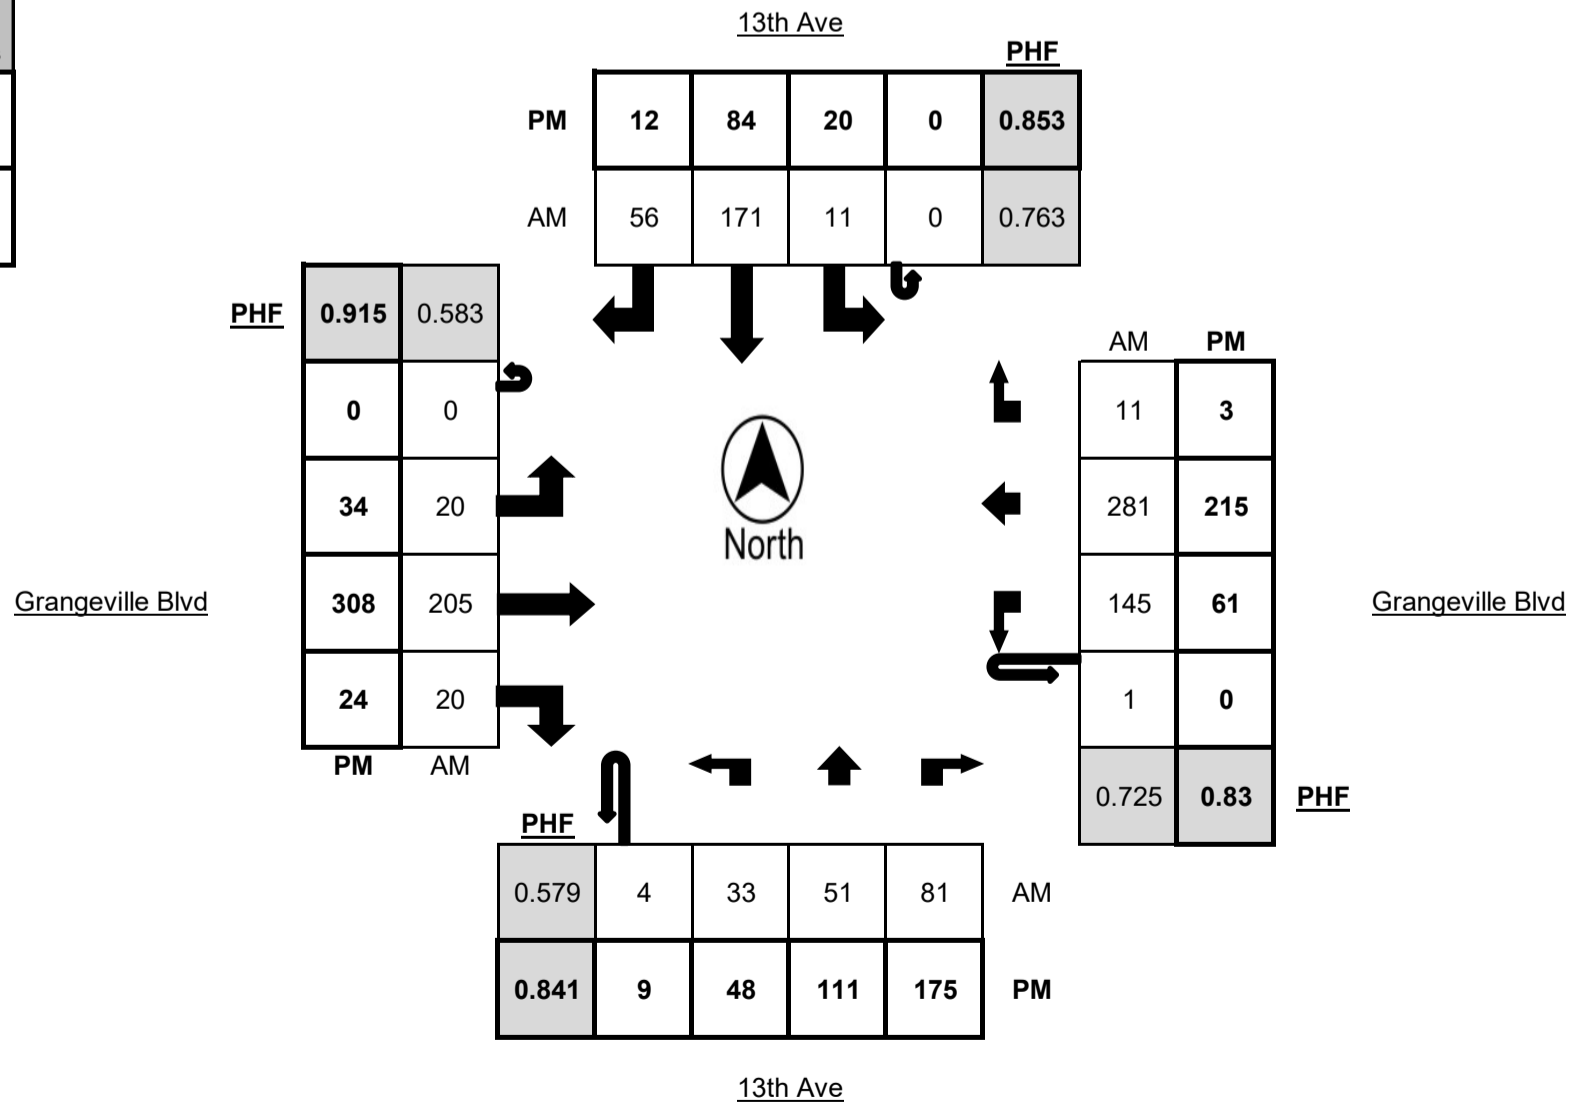 13th Ave
PHF
PM 12 84 20 0 0.853
AM 56 171 11 0 0.763
PHF 0.915 0.583
AM PM
0 0
11 3
34 20
North
281 215
Grangeville Blvd 308 205
145 61 Grangeville Blvd
24 20
1 0
PM AM
0.725 0.83 PHF
PHF
0.579 4 33 51 81 AM
0.841 9 48 111 175 PM
13th Ave